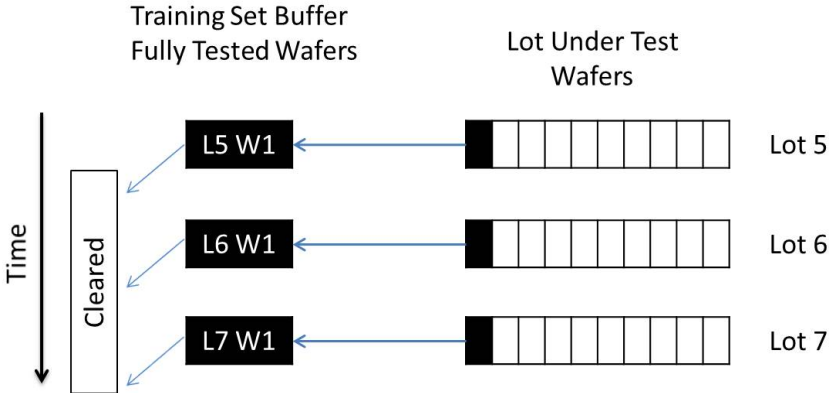 Training Set Buffer
Fully Tested Wafers
Lot Under Test
Wafers
L5 W1
Lot 5
L6 W1
Lot 6
L7 W1
Lot 7
Time
Cleared